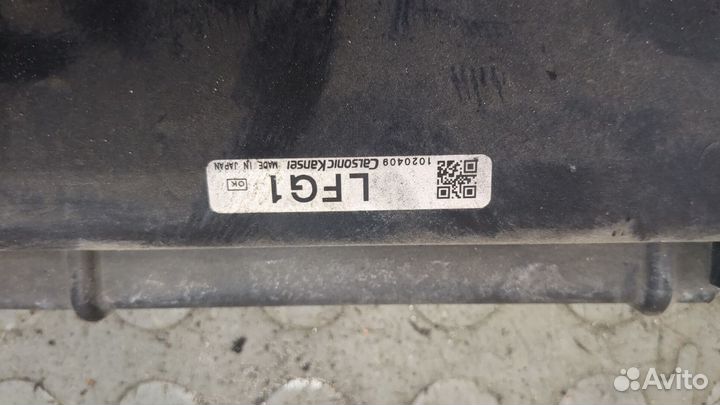 LFG1
OK
1020409 CalsonicKansei MADE IN JAPAN
Avito